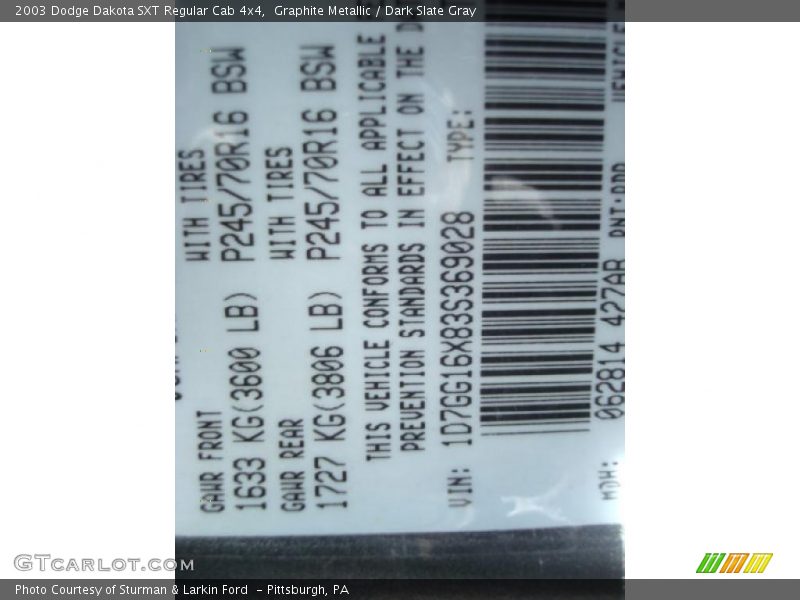 2003 Dodge Dakota SXT Regular Cab 4x4,  Graphite Metallic / Dark Slate Gray
GAWR FRONT
WITH TIRES
1633 KG(3600 LB)
P245/70R16 BSW
GAWR REAR
WITH TIRES
1727 KG(3806 LB)
P245/70R16 BSW
THIS VEHICLE CONFORMS TO ALL APPLICABLE
PREVENTION STANDARDS IN EFFECT ON THE D
VIN: 1D7GG16X83S369028 TYPE:
MDH: 062814 427AB
VEHICLE
GTCARLOT.COM™
Photo Courtesy of Sturman & Larkin Ford  - Pittsburgh, PA